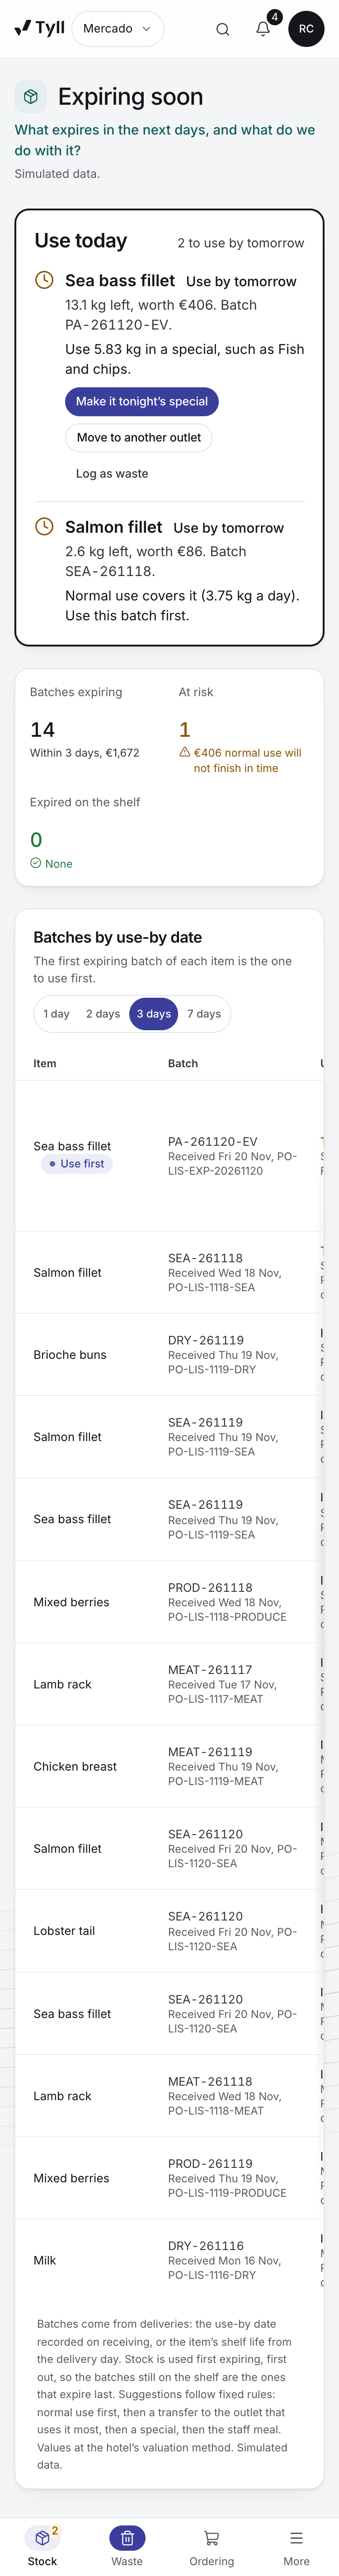 Tyll
Mercado
4
RC
Expiring soon
What expires in the next days, and what do we
do with it?
Simulated data.
Use today
2 to use by tomorrow
Sea bass fillet Use by tomorrow
13.1 kg left, worth €406. Batch
PA-261120-EV.
Use 5.83 kg in a special, such as Fish
and chips.
Make it tonight's special
Move to another outlet
Log as waste
Salmon fillet Use by tomorrow
2.6 kg left, worth €86. Batch
SEA-261118.
Normal use covers it (3.75 kg a day).
Use this batch first.
Batches expiring
14
Within 3 days, €1,672
At risk
1
€406 normal use will
not finish in time
Expired on the shelf
0
None
Batches by use-by date
The first expiring batch of each item is the one
to use first.
1 day 2 days 3 days 7 days
Item Batch
Sea bass fillet
Use first
PA-261120-EV
Received Fri 20 Nov, PO-
LIS-EXP-20261120
Salmon fillet
SEA-261118
Received Wed 18 Nov,
PO-LIS-1118-SEA
Brioche buns
DRY-261119
Received Thu 19 Nov,
PO-LIS-1119-DRY
Salmon fillet
SEA-261119
Received Thu 19 Nov,
PO-LIS-1119-SEA
Sea bass fillet
SEA-261119
Received Thu 19 Nov,
PO-LIS-1119-SEA
Mixed berries
PROD-261118
Received Wed 18 Nov,
PO-LIS-1118-PRODUCE
Lamb rack
MEAT-261117
Received Tue 17 Nov,
PO-LIS-1117-MEAT
Chicken breast
MEAT-261119
Received Thu 19 Nov,
PO-LIS-1119-MEAT
Salmon fillet
SEA-261120
Received Fri 20 Nov, PO-
LIS-1120-SEA
Lobster tail
SEA-261120
Received Fri 20 Nov, PO-
LIS-1120-SEA
Sea bass fillet
SEA-261120
Received Fri 20 Nov, PO-
LIS-1120-SEA
Lamb rack
MEAT-261118
Received Wed 18 Nov,
PO-LIS-1118-MEAT
Mixed berries
PROD-261119
Received Thu 19 Nov,
PO-LIS-1119-PRODUCE
Milk
DRY-261116
Received Mon 16 Nov,
PO-LIS-1116-DRY
Batches come from deliveries: the use-by date
recorded on receiving, or the item's shelf life from
the delivery day. Stock is used first expiring, first
out, so the batches still on the shelf are the ones
that expire last. Suggestions follow fixed rules:
normal use first, then a transfer to the outlet that
uses it most, then a special, then the staff meal.
Values at the hotel's valuation method. Simulated
data.
2
Stock Waste Ordering More